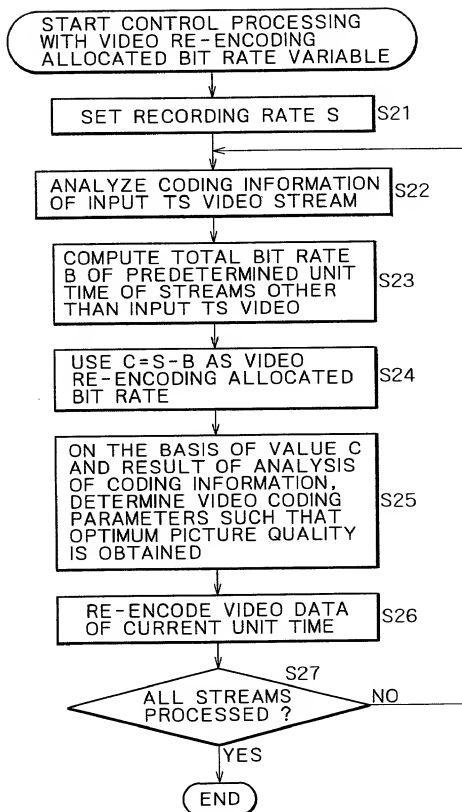 START CONTROL PROCESSING
WITH VIDEO RE-ENCODING
ALLOCATED BIT RATE VARIABLE
SET RECORDING RATE S
S21
ANALYZE CODING INFORMATION
OF INPUT TS VIDEO STREAM
S22
COMPUTE TOTAL BIT RATE
B OF PREDETERMINED UNIT
TIME OF STREAMS OTHER
THAN INPUT TS VIDEO
S23
USE C=S-B AS VIDEO
RE-ENCODING ALLOCATED
BIT RATE
S24
ON THE BASIS OF VALUE C
AND RESULT OF ANALYSIS
OF CODING INFORMATION,
DETERMINE VIDEO CODING
PARAMETERS SUCH THAT
OPTIMUM PICTURE QUALITY
IS OBTAINED
S25
RE-ENCODE VIDEO DATA
OF CURRENT UNIT TIME
S26
S27
ALL STREAMS
PROCESSED ?
NO
YES
END